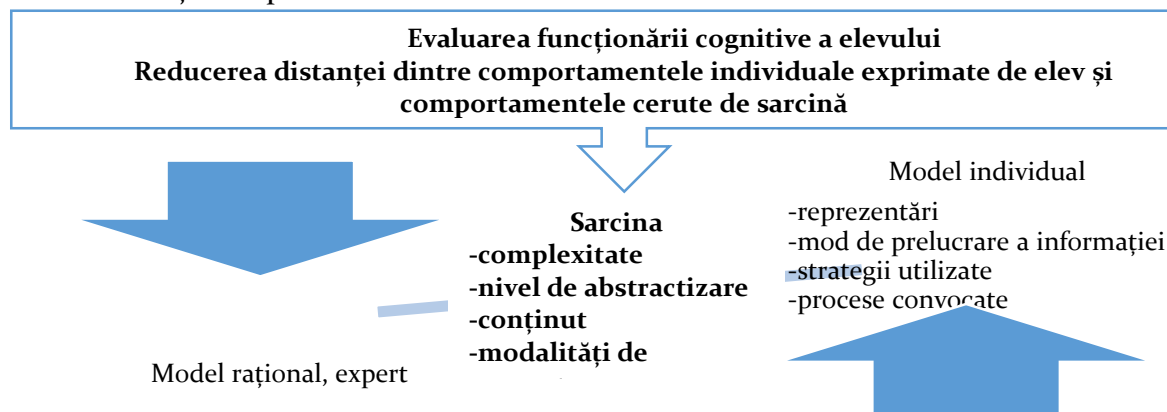 Evaluarea funcționării cognitive a elevului
Reducerea distanței dintre comportamentele individuale exprimate de elev și
comportamentele cerute de sarcină
Model individual
-reprezentări
-mod de prelucrare a informației
-strategii utilizate
-procese convocate
Sarcina
-complexitate
-nivel de abstractizare
-conținut
-modalități de
Model rațional, expert